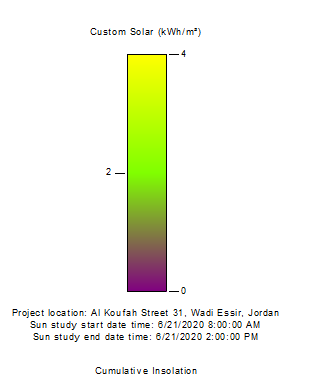 Custom Solar (kWh/m²)
4
2
0
Project location: Al Koufah Street 31, Wadi Essir, Jordan
Sun study start date time: 6/21/2020 8:00:00 AM
Sun study end date time: 6/21/2020 2:00:00 PM
Cumulative Insolation